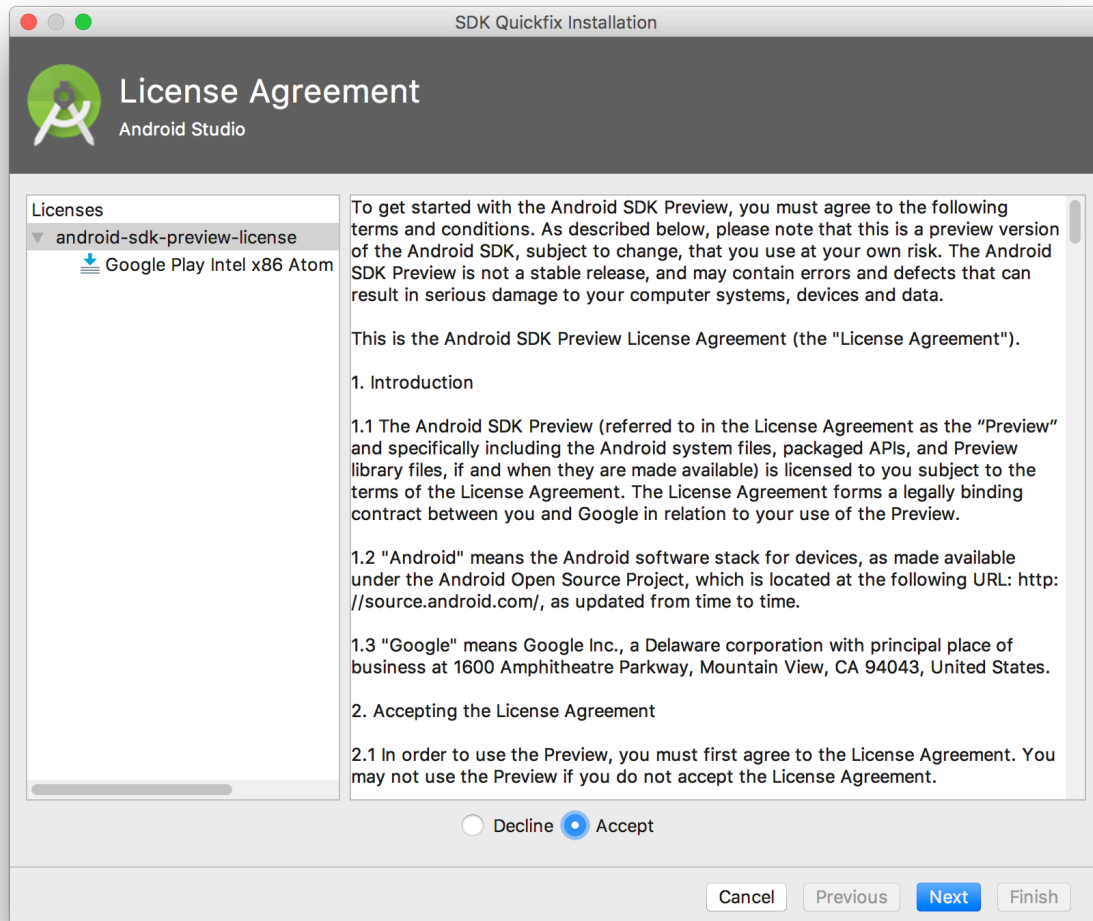 SDK Quickfix Installation
License Agreement
Android Studio
Licenses
android-sdk-preview-license
Google Play Intel x86 Atom
To get started with the Android SDK Preview, you must agree to the following
terms and conditions. As described below, please note that this is a preview version
of the Android SDK, subject to change, that you use at your own risk. The Android
SDK Preview is not a stable release, and may contain errors and defects that can
result in serious damage to your computer systems, devices and data.
This is the Android SDK Preview License Agreement (the "License Agreement").
1. Introduction
1.1 The Android SDK Preview (referred to in the License Agreement as the “Preview”
and specifically including the Android system files, packaged APIs, and Preview
library files, if and when they are made available) is licensed to you subject to the
terms of the License Agreement. The License Agreement forms a legally binding
contract between you and Google in relation to your use of the Preview.
1.2 "Android" means the Android software stack for devices, as made available
under the Android Open Source Project, which is located at the following URL: http:
//source.android.com/, as updated from time to time.
1.3 "Google" means Google Inc., a Delaware corporation with principal place of
business at 1600 Amphitheatre Parkway, Mountain View, CA 94043, United States.
2. Accepting the License Agreement
2.1 In order to use the Preview, you must first agree to the License Agreement. You
may not use the Preview if you do not accept the License Agreement.
Decline Accept
Cancel Previous Next Finish